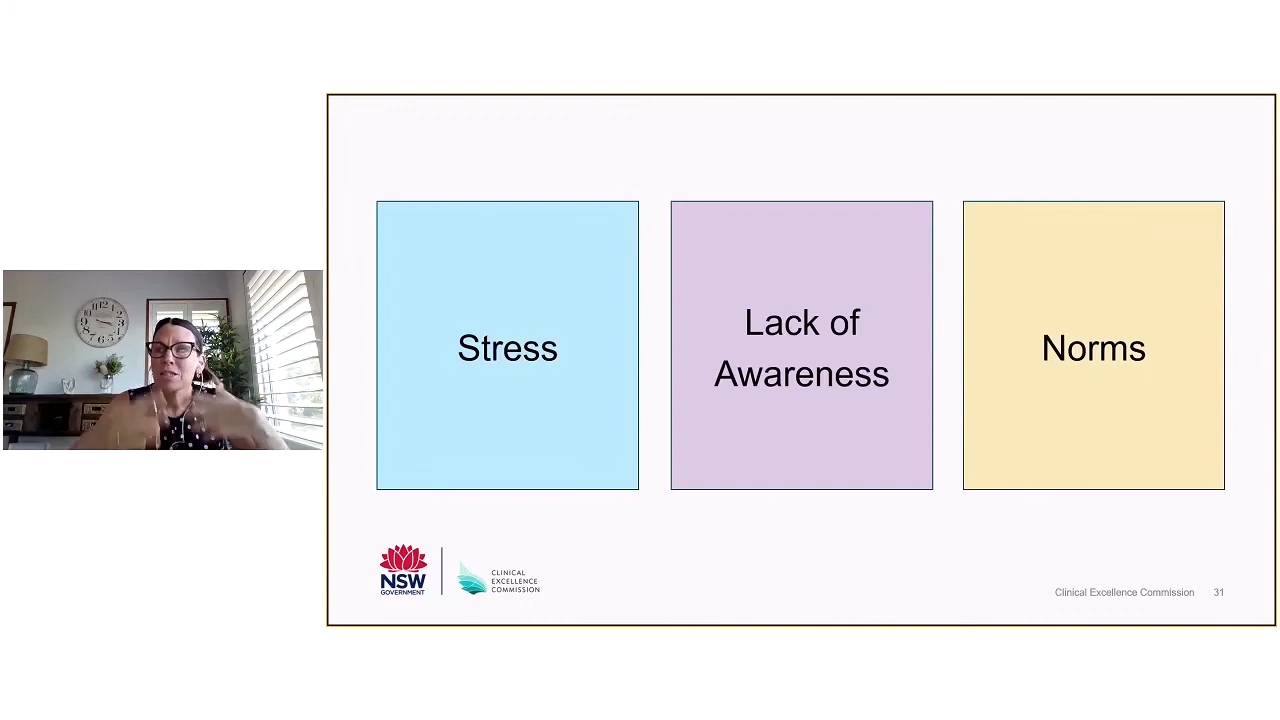 Stress
Lack of
Awareness
Norms
NSW
GOVERNMENT
CLINICAL
EXCELLENCE
COMMISSION
Clinical Excellence Commission 31